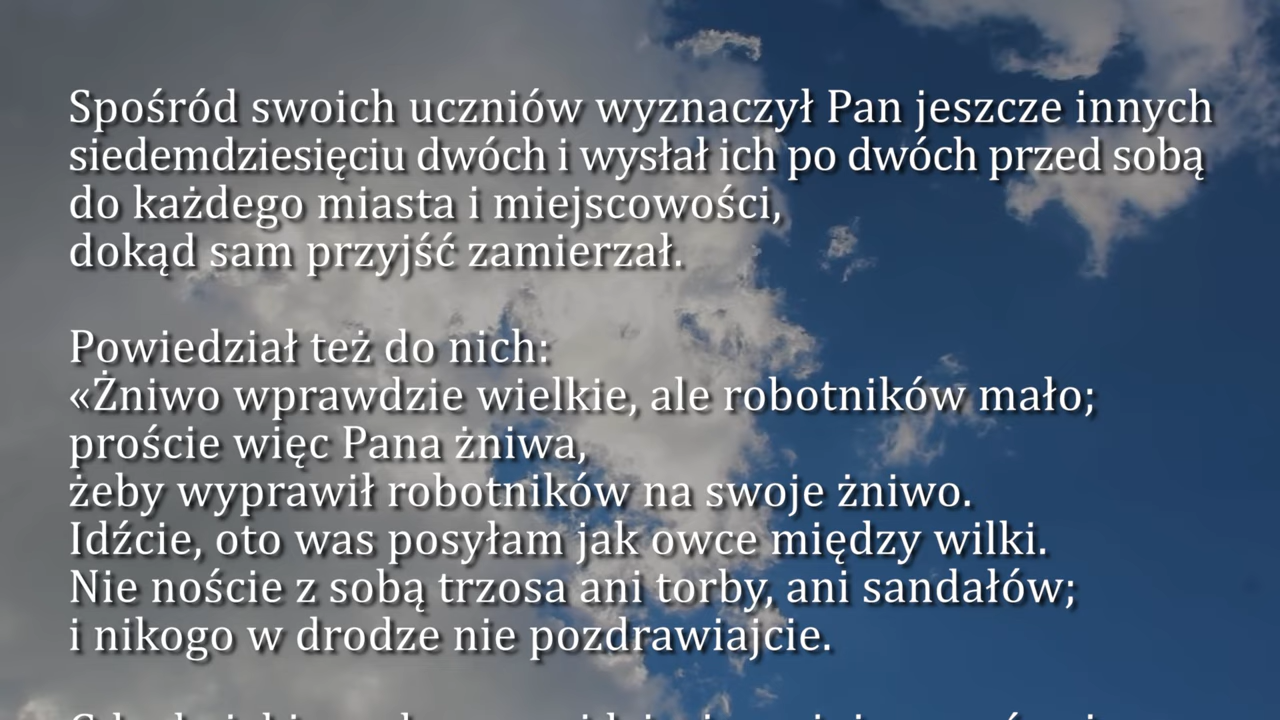 Spośród swoich uczniów wyznaczył Pan jeszcze innych
siedemdziesięciu dwóch i wysłał ich po dwóch przed sobą
do każdego miasta i miejscowości,
dokąd sam przyjść zamierzał.
Powiedział też do nich:
«Żniwo wprawdzie wielkie, ale robotników mało;
proście więc Pana żniwa,
żeby wyprawił robotników na swoje żniwo.
Idźcie, oto was posyłam jak owce między wilki.
Nie noście z sobą trzosa ani torby, ani sandałów;
i nikogo w drodze nie pozdrawiajcie.